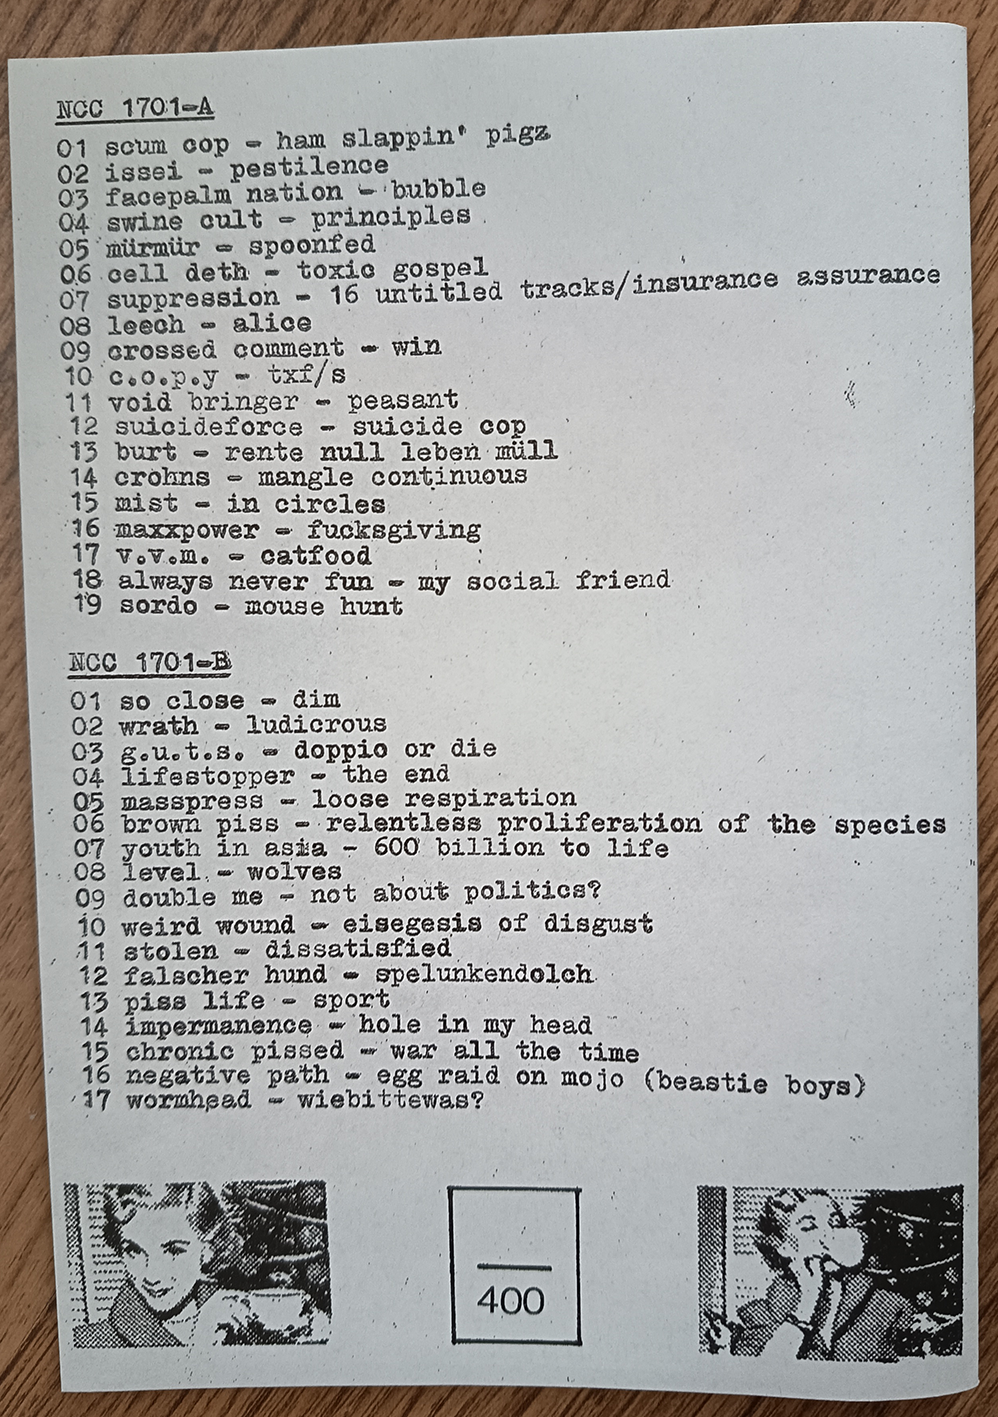 NCC 1701-A
01 scum cop - ham slappin' pigz
02 issei - pestilence
03 facepalm nation - bubble
04 swine cult - principles
05 mürmür - spoonfed
06 cell deth - toxic gospel
07 suppression - 16 untitled tracks/insurance assurance
08 leech - alice
09 crossed comment - win
10 c.o.p.y - txf/s
11 void bringer - peasant
12 suicideforce - suicide cop
13 burt - rente null leben müll
14 crohns - mangle continuous
15 mist - in circles
16 maxxpower - fucksgiving
17 v.v.m. - catfood
18 always never fun - my social friend
19 sordo - mouse hunt
NCC 1701-B
01 so close - dim
02 wrath - ludicrous
03 g.u.t.s. - doppio or die
04 lifestopper - the end
05 masspress - loose respiration
06 brown piss - relentless proliferation of the species
07 youth in asia - 600 billion to life
08 level - wolves
09 double me - not about politics?
10 weird wound - eisegesis of disgust
11 stolen - dissatisfied
12 falscher hund - spelunkendolch
13 piss life - sport
14 impermanence - hole in my head
15 chronic pissed - war all the time
16 negative path - egg raid on mojo (beastie boys)
17 wormhead - wiebittewas?
400